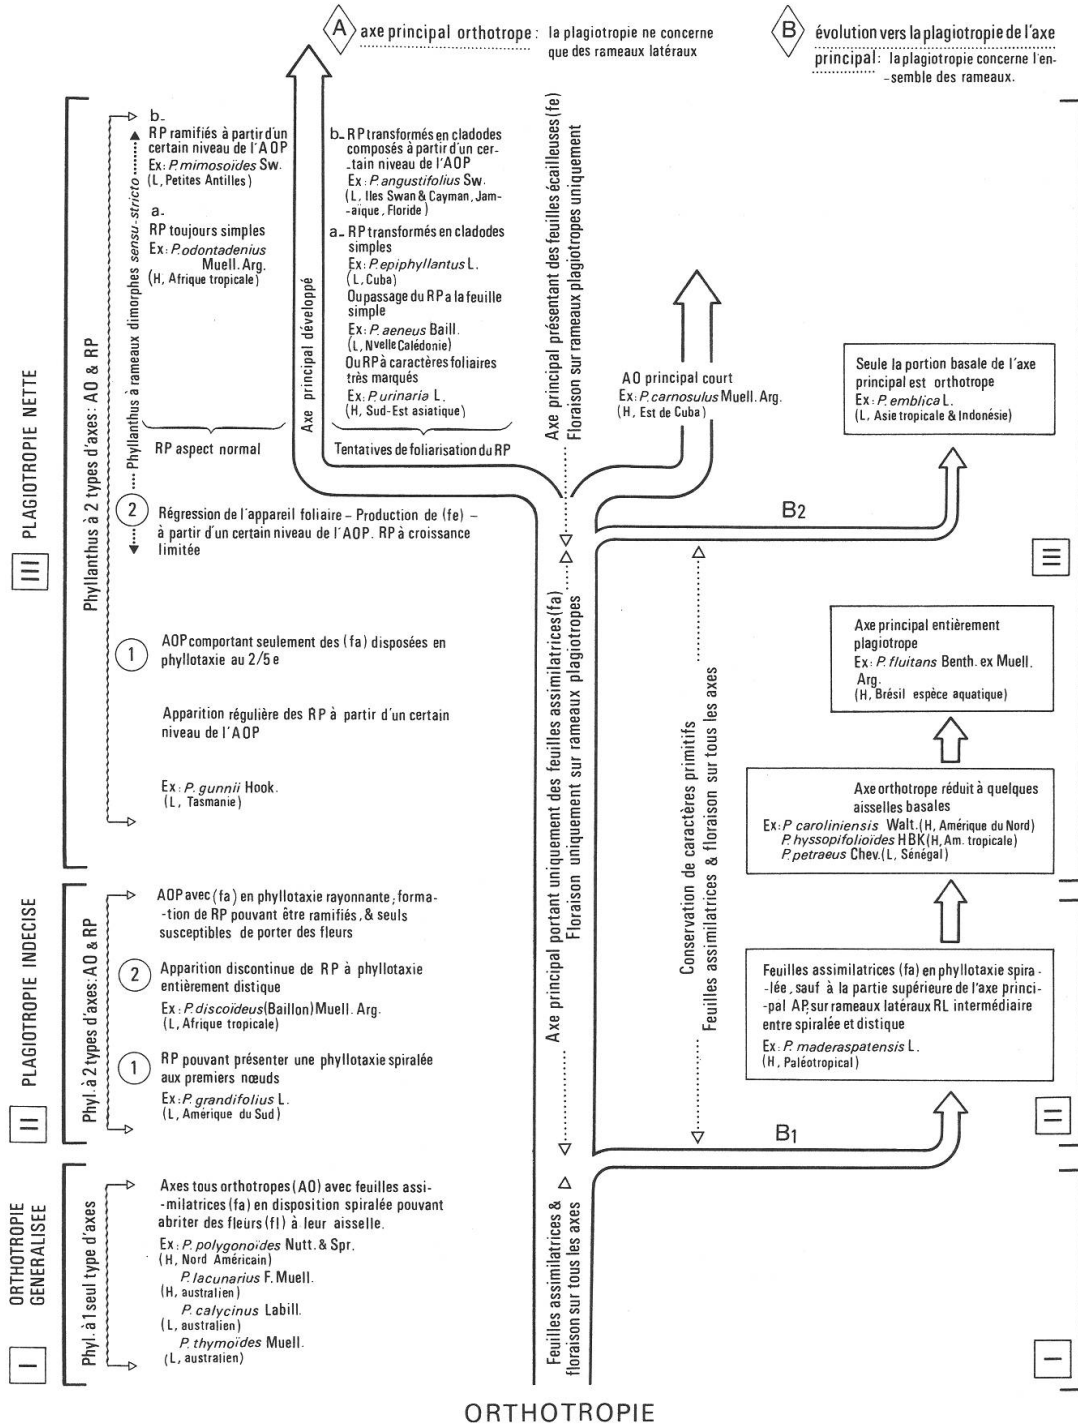 A axe principal orthotrope : la plagiotropie ne concerne
que des rameaux latéraux
B évolution vers la plagiotropie de l'axe
principal : la plagiotropie concerne l'en-
-semble des rameaux.
III PLAGIOTROPIE NETTE
Phyllanthus à 2 types d'axes: AO & RP
Phyllanthus à rameaux dimorphes sensu-stricto
b-
RP ramifiés à partir d'un
certain niveau de l'AOP
Ex: P. mimosoïdes Sw.
(L, Petites Antilles)
a-
RP toujours simples
Ex: P. odontadenius
Muell. Arg.
(H, Afrique tropicale)
RP aspect normal
Axe principal développé
b- RP transformés en cladodes
composés à partir d'un cer-
-tain niveau de l'AOP
Ex: P. angustifolius Sw.
(L, Iles Swan & Cayman, Jam-
-aïque, Floride)
a- RP transformés en cladodes
simples
Ex: P. epiphyllantus L.
(L, Cuba)
Ou passage du RP a la feuille
simple
Ex: P. aeneus Baill.
(L, Nvelle Calédonie)
Ou RP à caractères foliaires
très marqués
Ex: P. urinaria L.
(H, Sud-Est asiatique)
Tentatives de foliarisation du RP
Axe principal présentant des feuilles écailleuses (fe)
Floraison sur rameaux plagiotropes uniquement
AO principal court
Ex: P. carnosulus Muell. Arg.
(H, Est de Cuba)
Seule la portion basale de l'axe
principal est orthotrope
Ex: P. emblica L.
(L, Asie tropicale & Indonésie)
B2
2 Régression de l'appareil foliaire – Production de (fe) –
à partir d'un certain niveau de l'AOP. RP à croissance
limitée
1 AOP comportant seulement des (fa) disposées en
phyllotaxie au 2/5e
Apparition régulière des RP à partir d'un certain
niveau de l'AOP
Ex: P. gunnii Hook.
(L, Tasmanie)
III
Axe principal entièrement
plagiotrope
Ex: P. fluitans Benth. ex Muell.
Arg.
(H, Brésil espèce aquatique)
Axe orthotrope réduit à quelques
aisselles basales
Ex: P caroliniensis Walt. (H, Amérique du Nord)
P. hyssopifolioïdes HBK (H, Am. tropicale)
P. petraeus Chev. (L, Sénégal)
Axe principal portant uniquement des feuilles assimilatrices (fa)
Floraison uniquement sur rameaux plagiotropes
Conservation de caractères primitifs
Feuilles assimilatrices & floraison sur tous les axes
II PLAGIOTROPIE INDECISE
Phyl. à 2 types d'axes: AO & RP
AOP avec (fa) en phyllotaxie rayonnante; forma-
-tion de RP pouvant être ramifiés, & seuls
susceptibles de porter des fleurs
2 Apparition discontinue de RP à phyllotaxie
entièrement distique
Ex: P. discoïdeus (Baillon) Muell. Arg.
(L, Afrique tropicale)
1 RP pouvant présenter une phyllotaxie spiralée
aux premiers nœuds
Ex: P. grandifolius L.
(L, Amérique du Sud)
Feuilles assimilatrices (fa) en phyllotaxie spira-
-lée, sauf à la partie supérieure de l'axe princi-
-pal AP, sur rameaux latéraux RL intermédiaire
entre spiralée et distique
Ex: P. maderaspatensis L.
(H, Paléotropical)
II
B1
I ORTHOTROPIE
GENERALISEE
Phyl. à 1 seul type d'axes
Axes tous orthotropes (AO) avec feuilles assi-
-milatrices (fa) en disposition spiralée pouvant
abriter des fleurs (fl) à leur aisselle.
Ex: P. polygonoïdes Nutt. & Spr.
(H, Nord Américain)
P. lacunarius F. Muell.
(H, australien)
P. calycinus Labill.
(L, australien)
P. thymoïdes Muell.
(L, australien)
Feuilles assimilatrices &
floraison sur tous les axes
I
ORTHOTROPIE